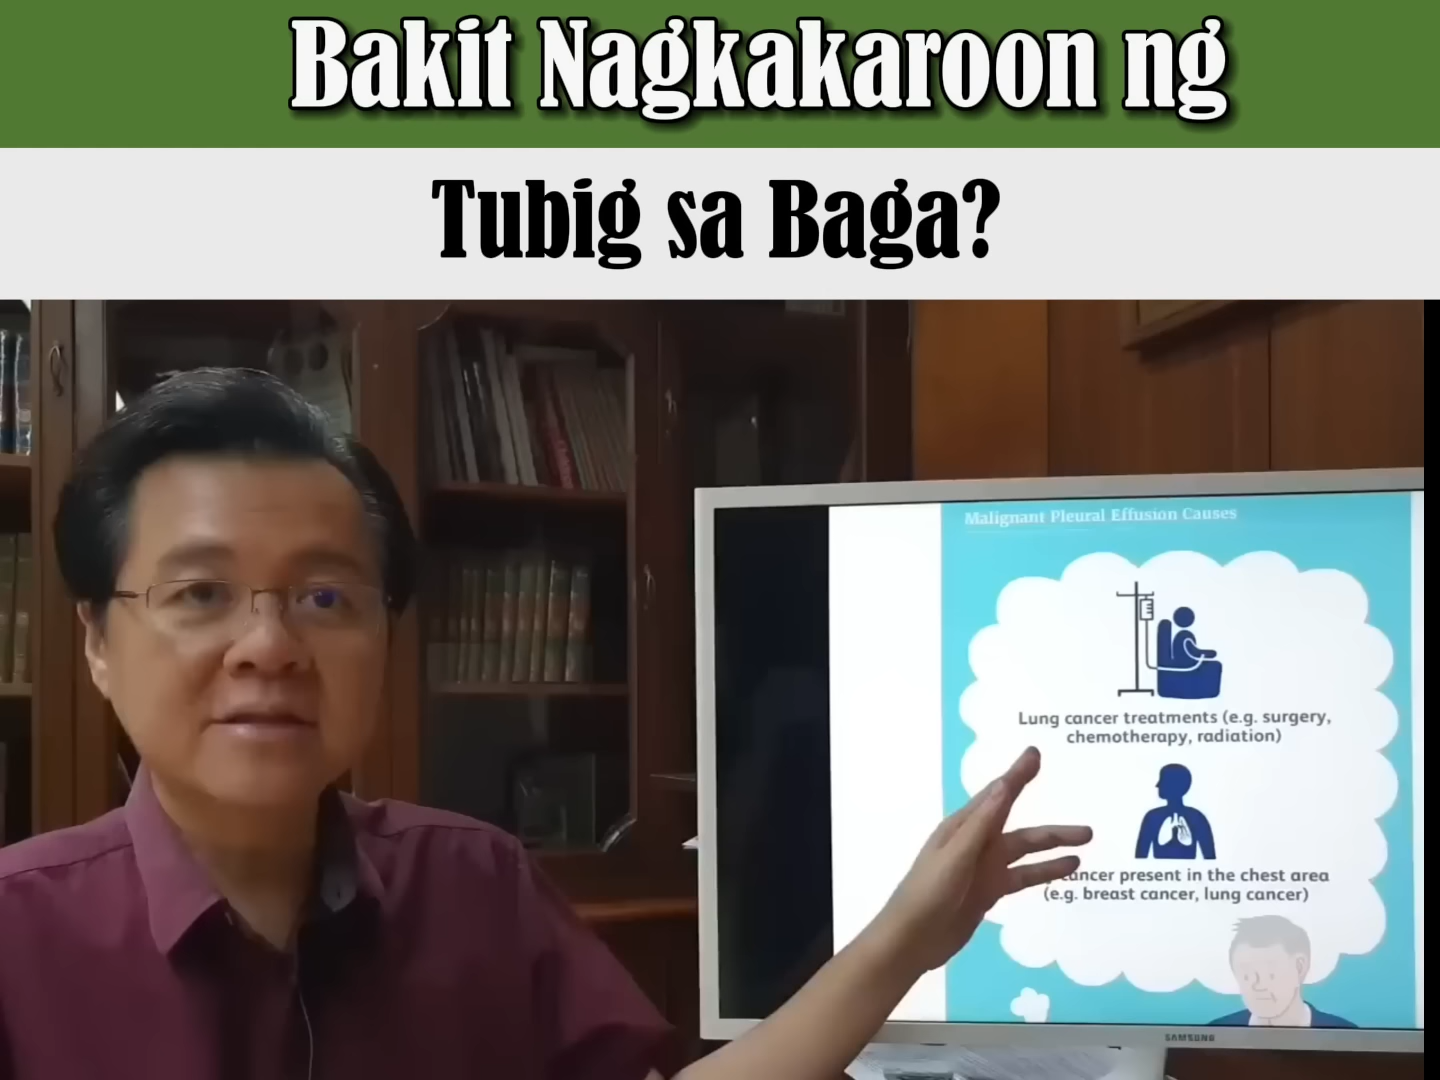 Bakit Nagkakaroon ng
Tubig sa Baga?
Malignant Pleural Effusion Causes
Lung cancer treatments (e.g. surgery,
chemotherapy, radiation)
cancer present in the chest area
(e.g. breast cancer, lung cancer)
SAMSUNG